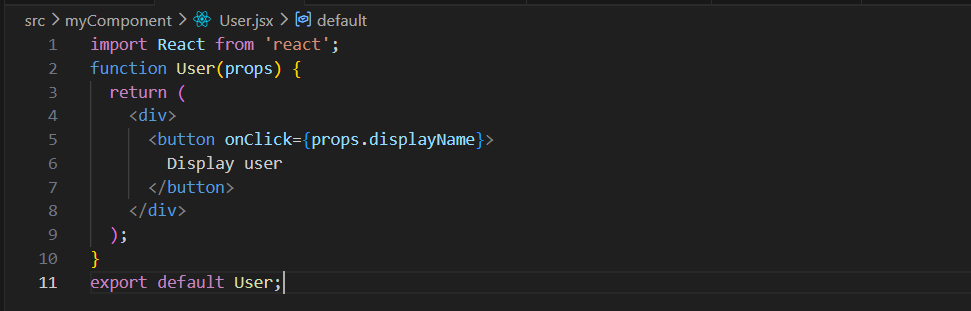 src > myComponent > User.jsx > default
1 import React from 'react';
2 function User(props) {
3   return (
4     <div>
5       <button onClick={props.displayName}>
6         Display user
7       </button>
8     </div>
9   );
10 }
11 export default User;